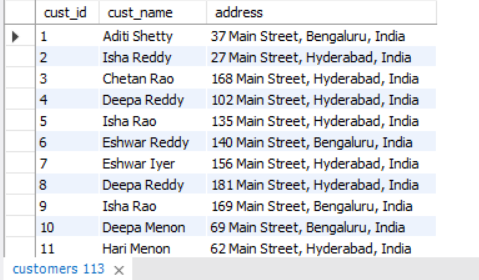 cust_id cust_name address
1 Aditi Shetty 37 Main Street, Bengaluru, India
2 Isha Reddy 27 Main Street, Hyderabad, India
3 Chetan Rao 168 Main Street, Hyderabad, India
4 Deepa Reddy 102 Main Street, Hyderabad, India
5 Isha Rao 135 Main Street, Hyderabad, India
6 Eshwar Reddy 140 Main Street, Bengaluru, India
7 Eshwar Iyer 156 Main Street, Hyderabad, India
8 Deepa Reddy 181 Main Street, Hyderabad, India
9 Isha Rao 169 Main Street, Bengaluru, India
10 Deepa Menon 69 Main Street, Bengaluru, India
11 Hari Menon 62 Main Street, Hyderabad, India
customers 113